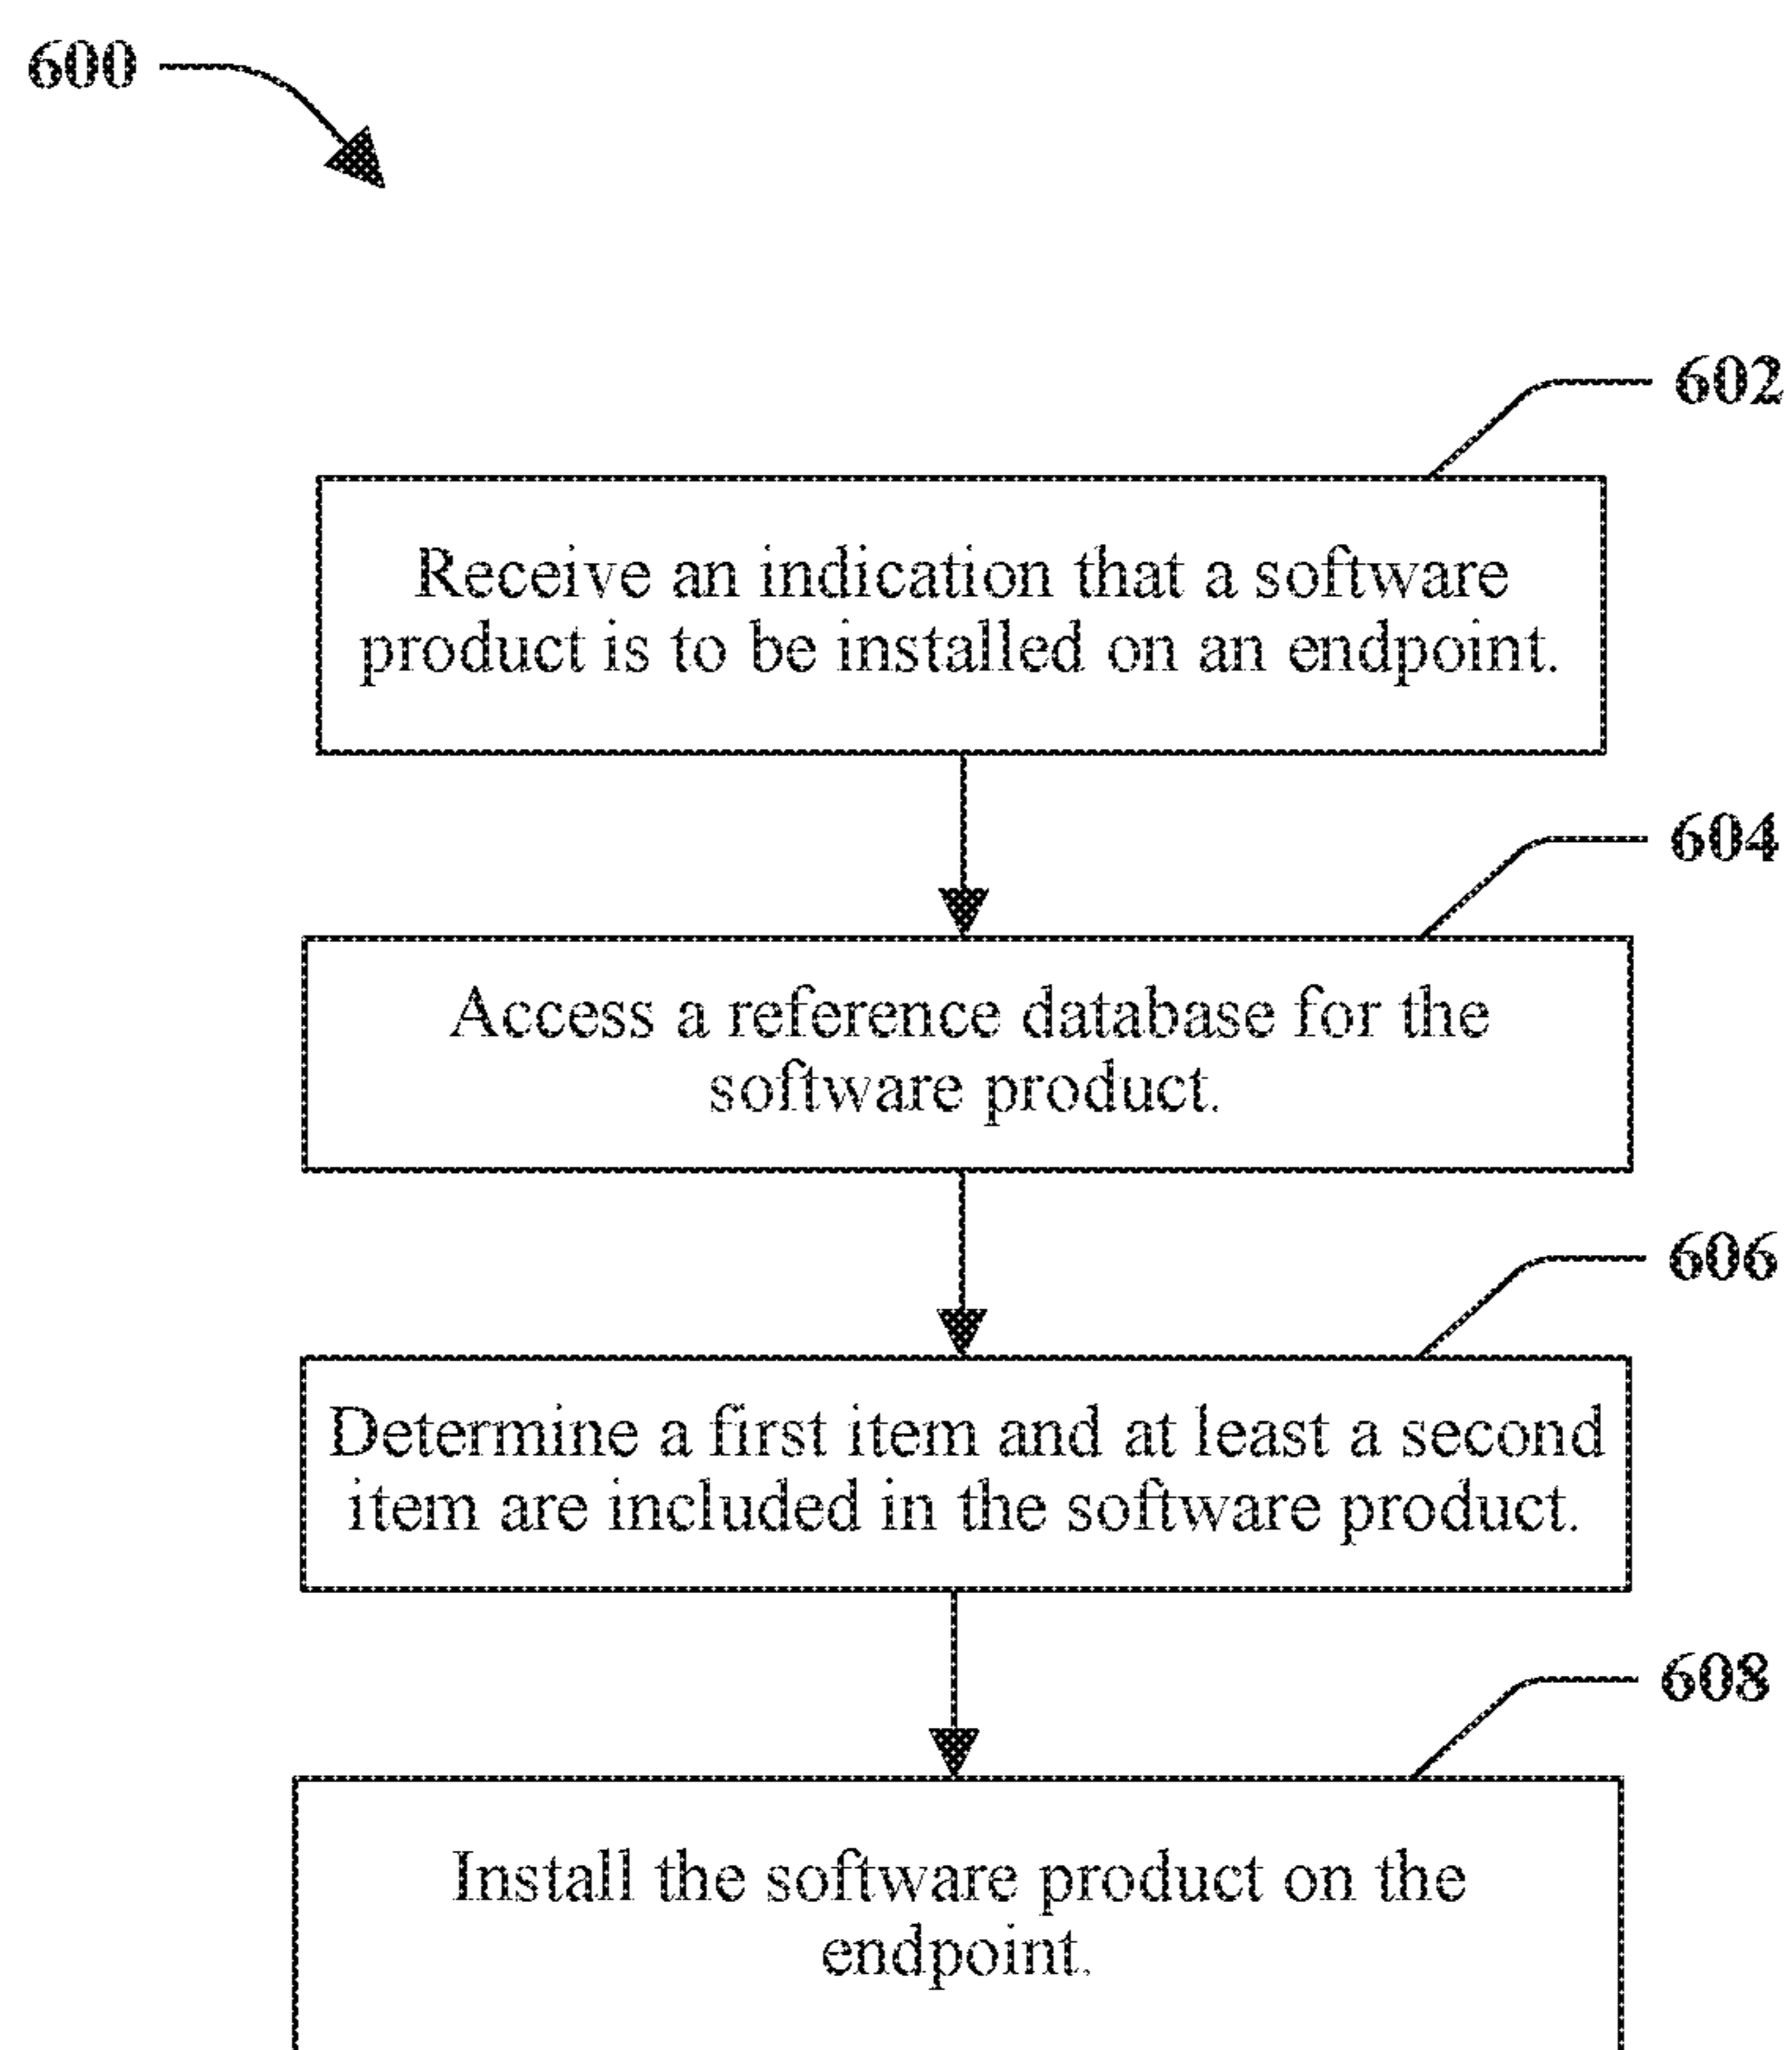 600
602
Receive an indication that a software
product is to be installed on an endpoint.
604
Access a reference database for the
software product.
606
Determine a first item and at least a second
item are included in the software product.
608
Install the software product on the
endpoint.